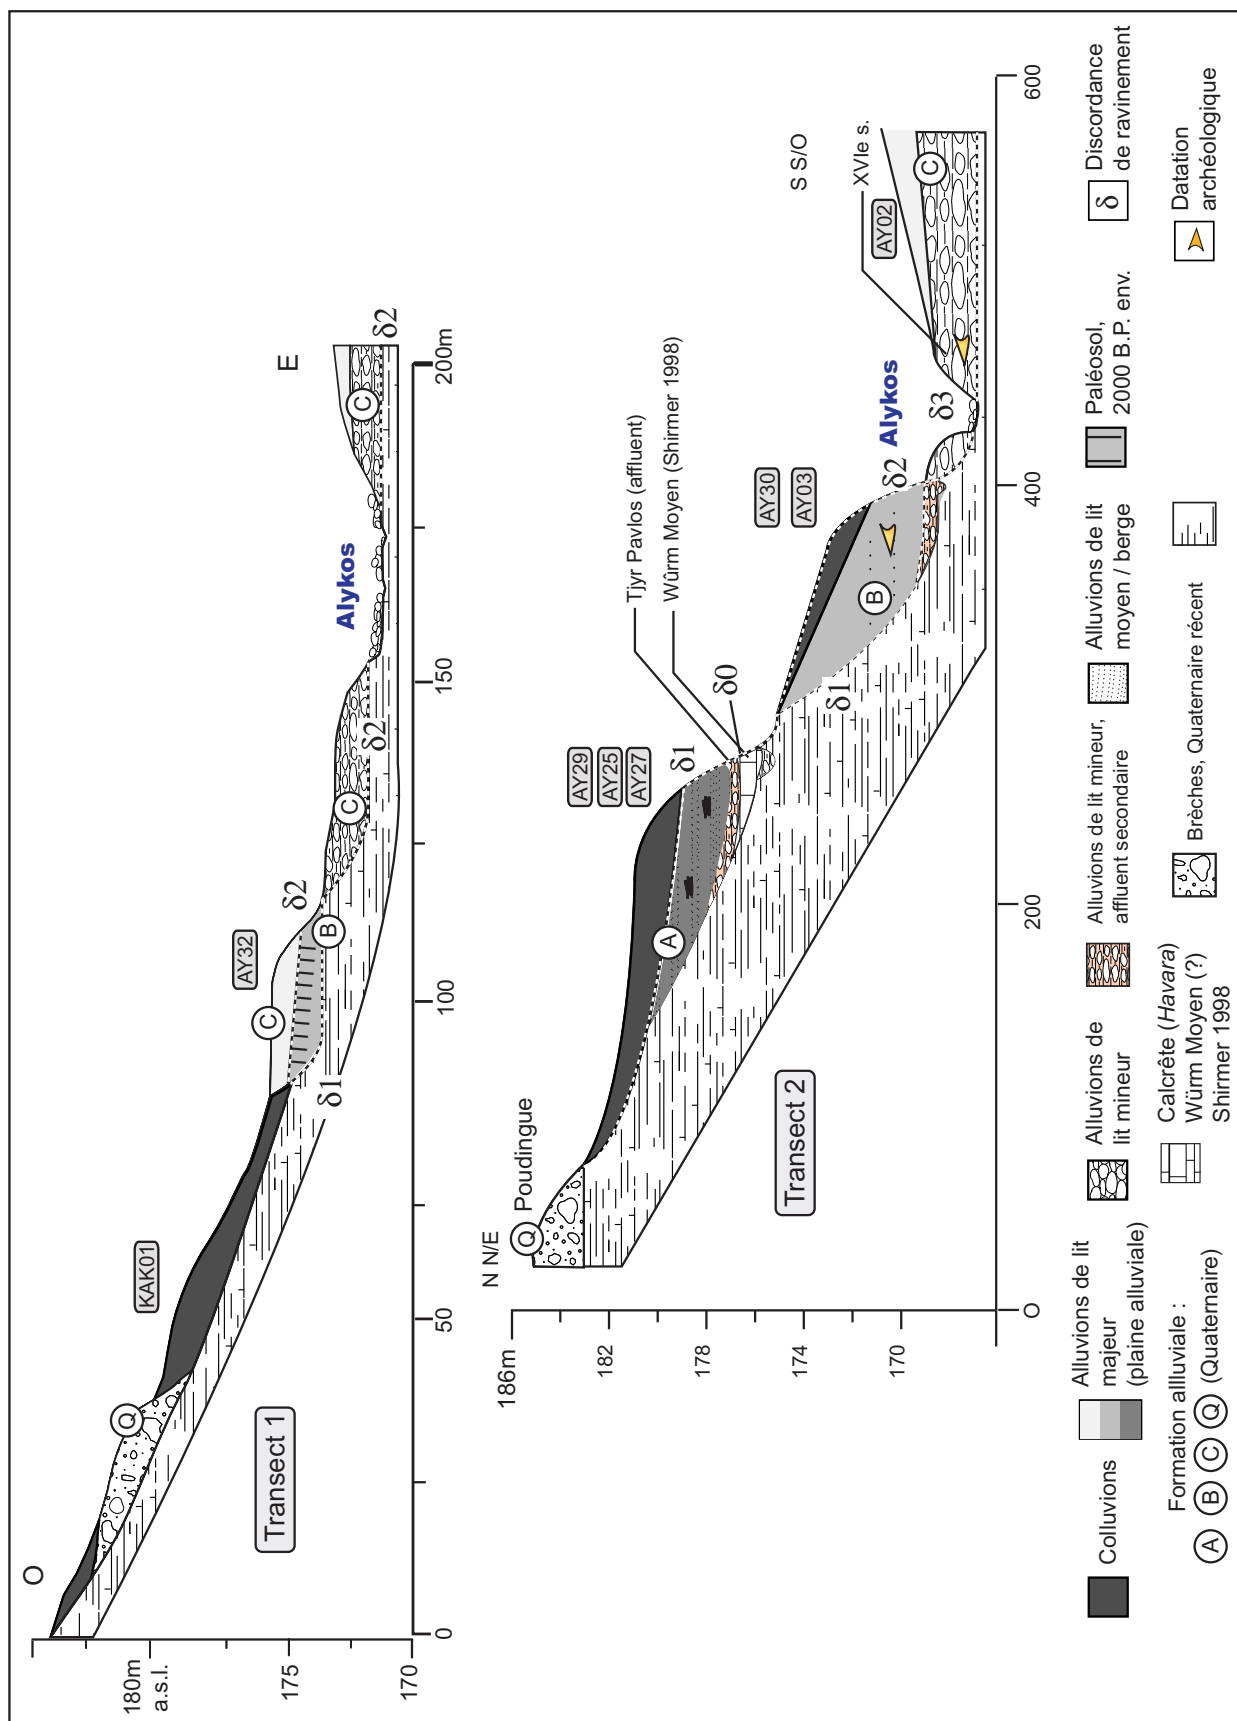 O
E
Q
KAK01
C
AY32
B
δ1
δ2
C
δ2
Alykos
C
δ2
180m
a.s.l.
175
170
0
50
100
150
200m
Transect 1
N N/E
S S/O
Q
Poudingue
A
AY29
AY25
AY27
δ1
Tjyr Pavlos (affluent)
Wûrm Moyen (Shirmer 1998)
δ0
δ1
B
AY30
AY03
δ2
Alykos
δ3
XVIe s.
AY02
C
186m
182
178
174
170
O
200
400
600
Transect 2
Colluvions
Alluvions de lit
majeur
(plaine alluviale)
Alluvions de
lit mineur
Alluvions de lit mineur,
affluent secondaire
Alluvions de lit
moyen / berge
Paléosol,
2000 B.P. env.
δ
Discordance
de ravinement
Formation allluviale :
A B C Q (Quaternaire)
Calcrête (Havara)
Würm Moyen (?)
Shirmer 1998
Brèches, Quaternaire récent
Datation
archéologique